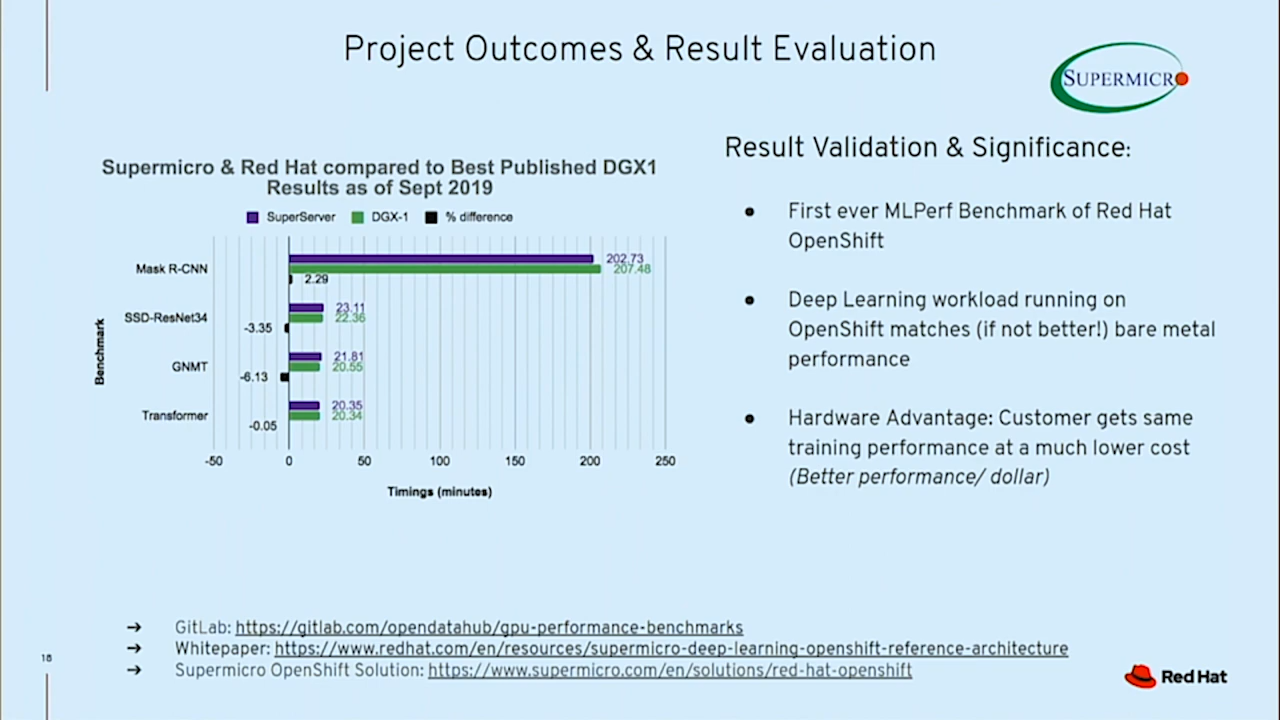 Project Outcomes & Result Evaluation
SUPERMICR
Supermicro & Red Hat compared to Best Published DGX1
Results as of Sept 2019
SuperServer DGX-1 % difference
Benchmark
Mask R-CNN
202.73
207.48
2.29
SSD-ResNet34
23.11
22.36
-3.35
GNMT
21.81
20.55
-6.13
Transformer
20.35
20.34
-0.05
-50 0 50 100 150 200 250
Timings (minutes)
Result Validation & Significance:
● First ever MLPerf Benchmark of Red Hat
OpenShift
● Deep Learning workload running on
OpenShift matches (if not better!) bare metal
performance
● Hardware Advantage: Customer gets same
training performance at a much lower cost
(Better performance/ dollar)
➔ GitLab: https://gitlab.com/opendatahub/gpu-performance-benchmarks
➔ Whitepaper: https://www.redhat.com/en/resources/supermicro-deep-learning-openshift-reference-architecture
➔ Supermicro OpenShift Solution: https://www.supermicro.com/en/solutions/red-hat-openshift
18
Red Hat